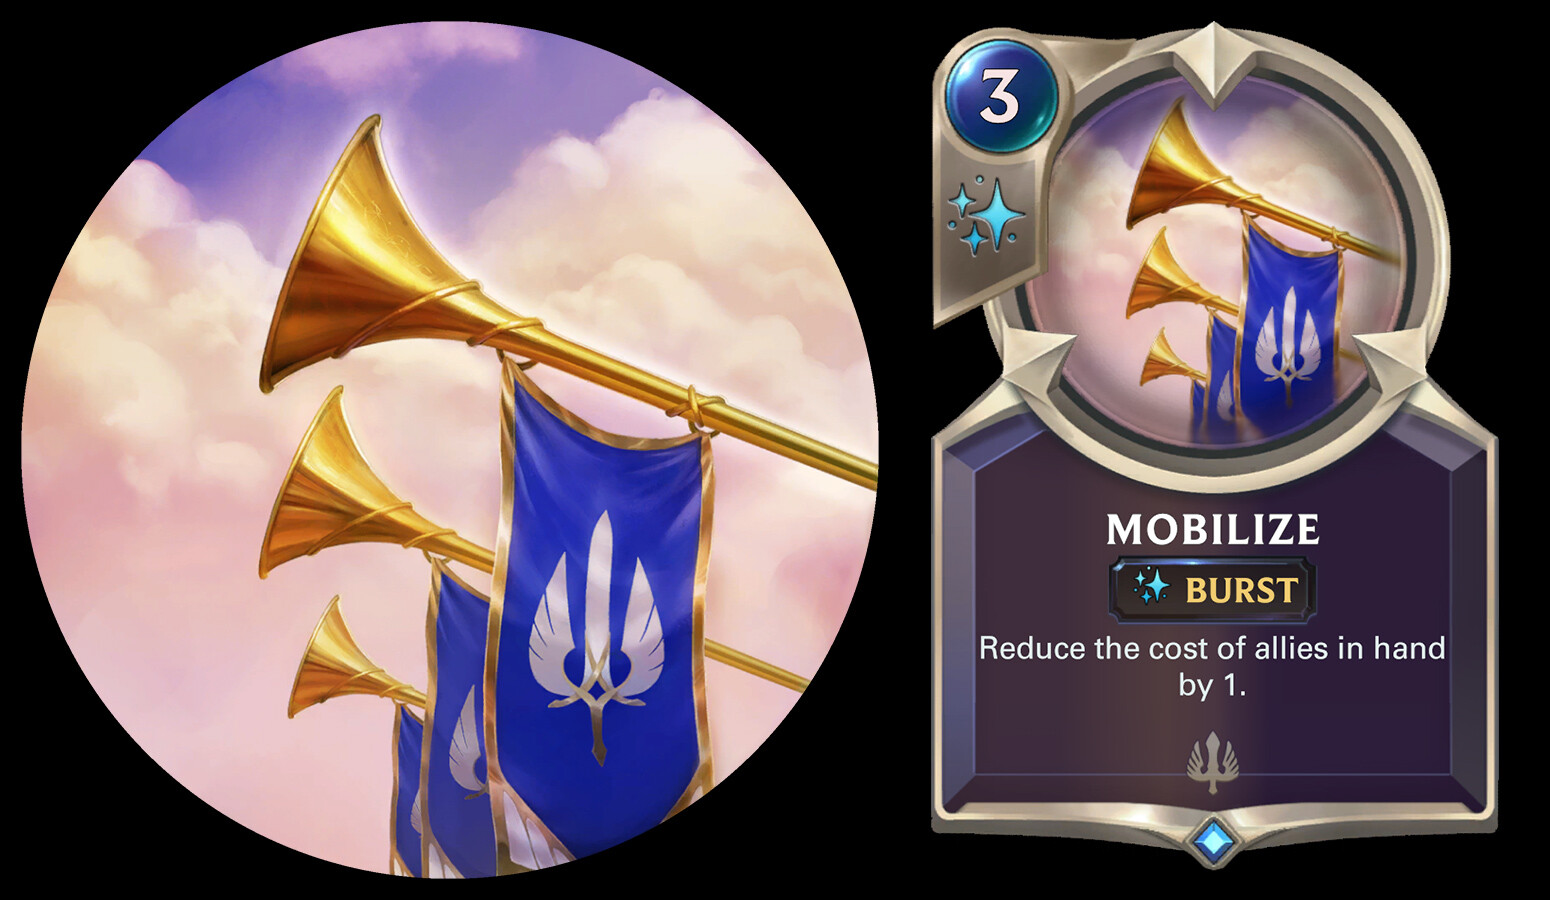 3
MOBILIZE
BURST
Reduce the cost of allies in hand
by 1.